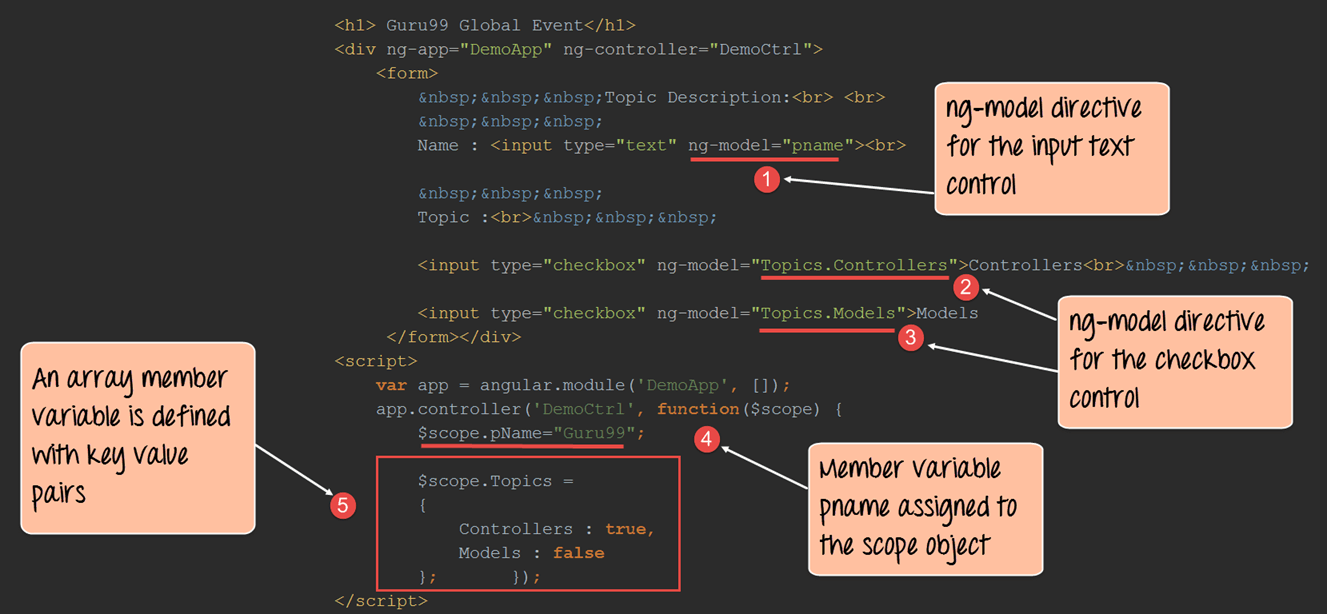 <h1> Guru99 Global Event</h1>
<div ng-app="DemoApp" ng-controller="DemoCtrl">
<form>
&nbsp;&nbsp;&nbsp;Topic Description:<br> <br>
&nbsp;&nbsp;&nbsp;
Name : <input type="text" ng-model="pname"><br>
ng-model directive
for the input text
control
1
&nbsp;&nbsp;&nbsp;
Topic :<br>&nbsp;&nbsp;&nbsp;
<input type="checkbox" ng-model="Topics.Controllers">Controllers<br>&nbsp;&nbsp;&nbsp;
2
<input type="checkbox" ng-model="Topics.Models">Models
3
ng-model directive
for the checkbox
control
</form></div>
<script>
var app = angular.module('DemoApp', []);
app.controller('DemoCtrl', function($scope) {
$scope.pName="Guru99";
4
Member variable
pname assigned to
the scope object
An array member
variable is defined
with key value
pairs
5
$scope.Topics =
{
Controllers : true,
Models : false
}; });
</script>